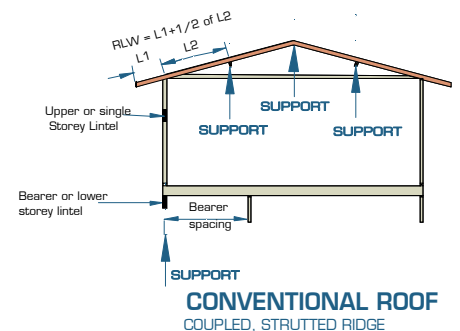 RLW = L1+1/2 of L2
L1
L2
Upper or single
Storey Lintel
SUPPORT
SUPPORT
SUPPORT
Bearer or lower
storey lintel
Bearer
spacing
SUPPORT
CONVENTIONAL ROOF
COUPLED, STRUTTED RIDGE